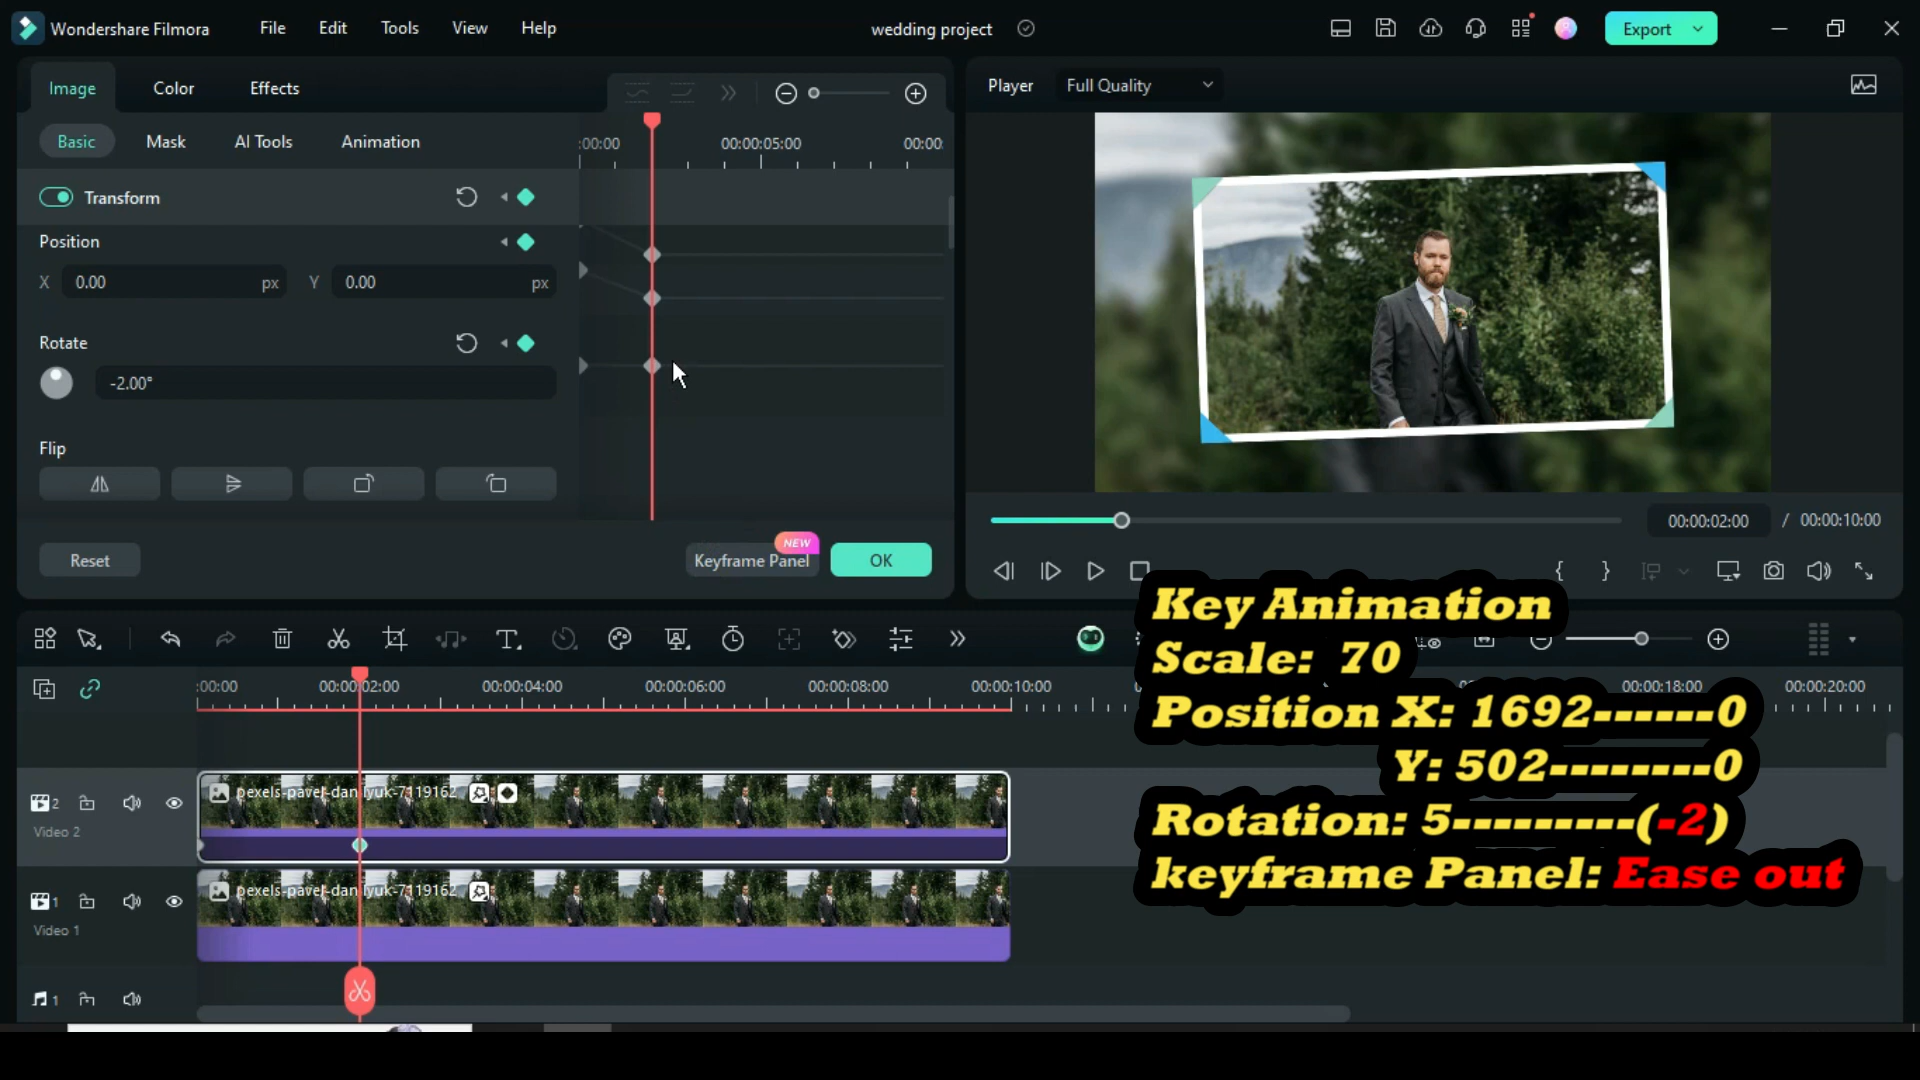 Wondershare Filmora File Edit Tools View Help wedding project Export
Image Color Effects
Player Full Quality
Basic Mask AI Tools Animation
:00:00 00:00:05:00 00:00:
Transform
Position
X 0.00 px Y 0.00 px
Rotate
-2.00°
Flip
NEW
Reset Keyframe Panel OK
00:00:02:00 / 00:00:10:00
Key Animation
Scale: 70
Position X: 1692------0
Y: 502--------0
Rotation: 5---------(-2)
keyframe Panel: Ease out
:00:00 00:00:02:00 00:00:04:00 00:00:06:00 00:00:08:00 00:00:10:00 00:00:18:00 00:00:20:00
2 pexels-pavel-danilyuk-7119162
Video 2
1 pexels-pavel-danilyuk-7119162
Video 1
1